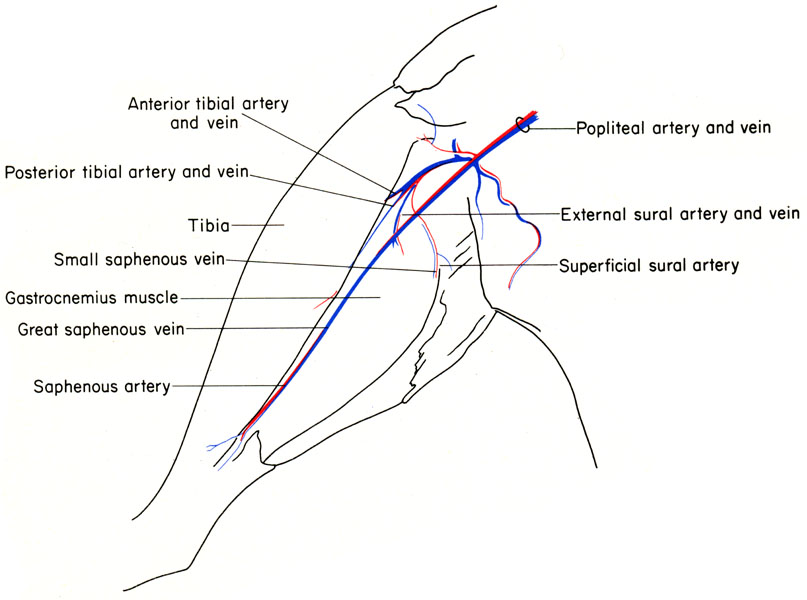 Anterior tibial artery
and vein
Popliteal artery and vein
Posterior tibial artery and vein
External sural artery and vein
Tibia
Small saphenous vein
Superficial sural artery
Gastrocnemius muscle
Great saphenous vein
Saphenous artery